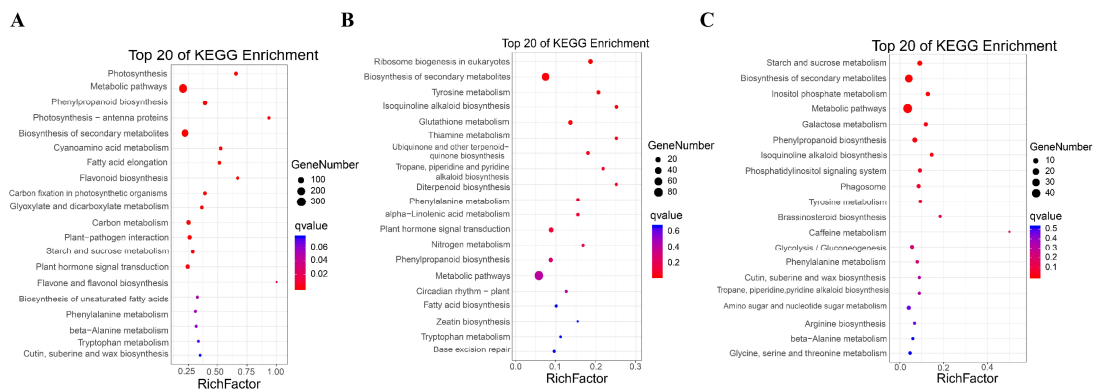 A
Top 20 of KEGG Enrichment
Photosynthesis
Metabolic pathways
Phenylpropanoid biosynthesis
Photosynthesis − antenna proteins
Biosynthesis of secondary metabolites
Cyanoamino acid metabolism
Fatty acid elongation
Flavonoid biosynthesis
Carbon fixation in photosynthetic organisms
Glyoxylate and dicarboxylate metabolism
Carbon metabolism
Plant−pathogen interaction
Starch and sucrose metabolism
Plant hormone signal transduction
Flavone and flavonol biosynthesis
Biosynthesis of unsaturated fatty acids
Phenylalanine metabolism
beta−Alanine metabolism
Tryptophan metabolism
Cutin, suberine and wax biosynthesis
0.25 0.50 0.75 1.00
RichFactor
GeneNumber
100
200
300
qvalue
0.06
0.04
0.02
B
Top 20 of KEGG Enrichment
Ribosome biogenesis in eukaryotes
Biosynthesis of secondary metabolites
Tyrosine metabolism
Isoquinoline alkaloid biosynthesis
Glutathione metabolism
Thiamine metabolism
Ubiquinone and other terpenoid-
quinone biosynthesis
Tropane, piperidine and pyridine
alkaloid biosynthesis
Diterpenoid biosynthesis
Phenylalanine metabolism
alpha−Linolenic acid metabolism
Plant hormone signal transduction
Nitrogen metabolism
Phenylpropanoid biosynthesis
Metabolic pathways
Circadian rhythm − plant
Fatty acid biosynthesis
Zeatin biosynthesis
Tryptophan metabolism
Base excision repair
0.0 0.1 0.2 0.3
RichFactor
GeneNumber
20
40
60
80
qvalue
0.6
0.4
0.2
C
Top 20 of KEGG Enrichment
Starch and sucrose metabolism
Biosynthesis of secondary metabolites
Inositol phosphate metabolism
Metabolic pathways
Galactose metabolism
Phenylpropanoid biosynthesis
Isoquinoline alkaloid biosynthesis
Phosphatidylinositol signaling system
Phagosome
Tyrosine metabolism
Brassinosteroid biosynthesis
Caffeine metabolism
Glycolysis / Gluconeogenesis
Phenylalanine metabolism
Cutin, suberine and wax biosynthesis
Tropane, piperidine,pyridine alkaloid biosynthesis
Amino sugar and nucleotide sugar metabolism
Arginine biosynthesis
beta−Alanine metabolism
Glycine, serine and threonine metabolism
0.0 0.2 0.4
RichFactor
GeneNumber
10
20
30
40
qvalue
0.5
0.4
0.3
0.2
0.1